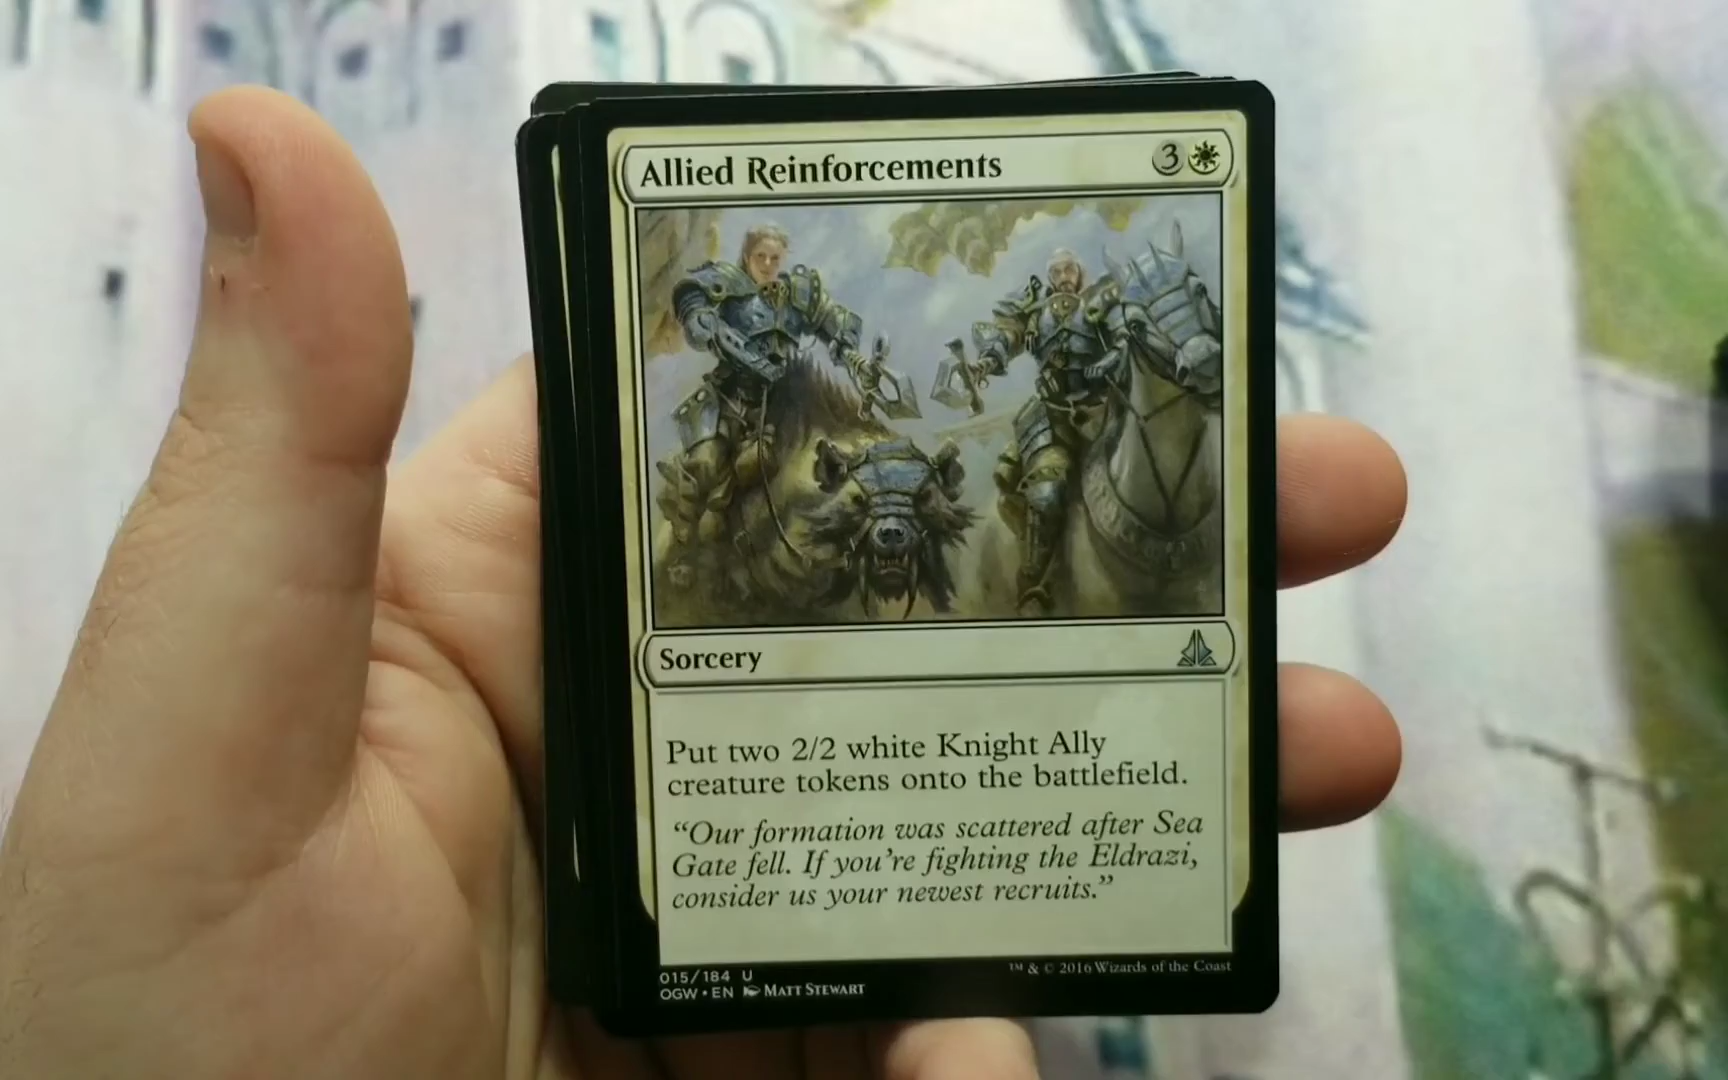 Allied Reinforcements 3
Sorcery
Put two 2/2 white Knight Ally
creature tokens onto the battlefield.
“Our formation was scattered after Sea
Gate fell. If you’re fighting the Eldrazi,
consider us your newest recruits.”
015/184 U
OGW • EN MATT STEWART
™ & © 2016 Wizards of the Coast